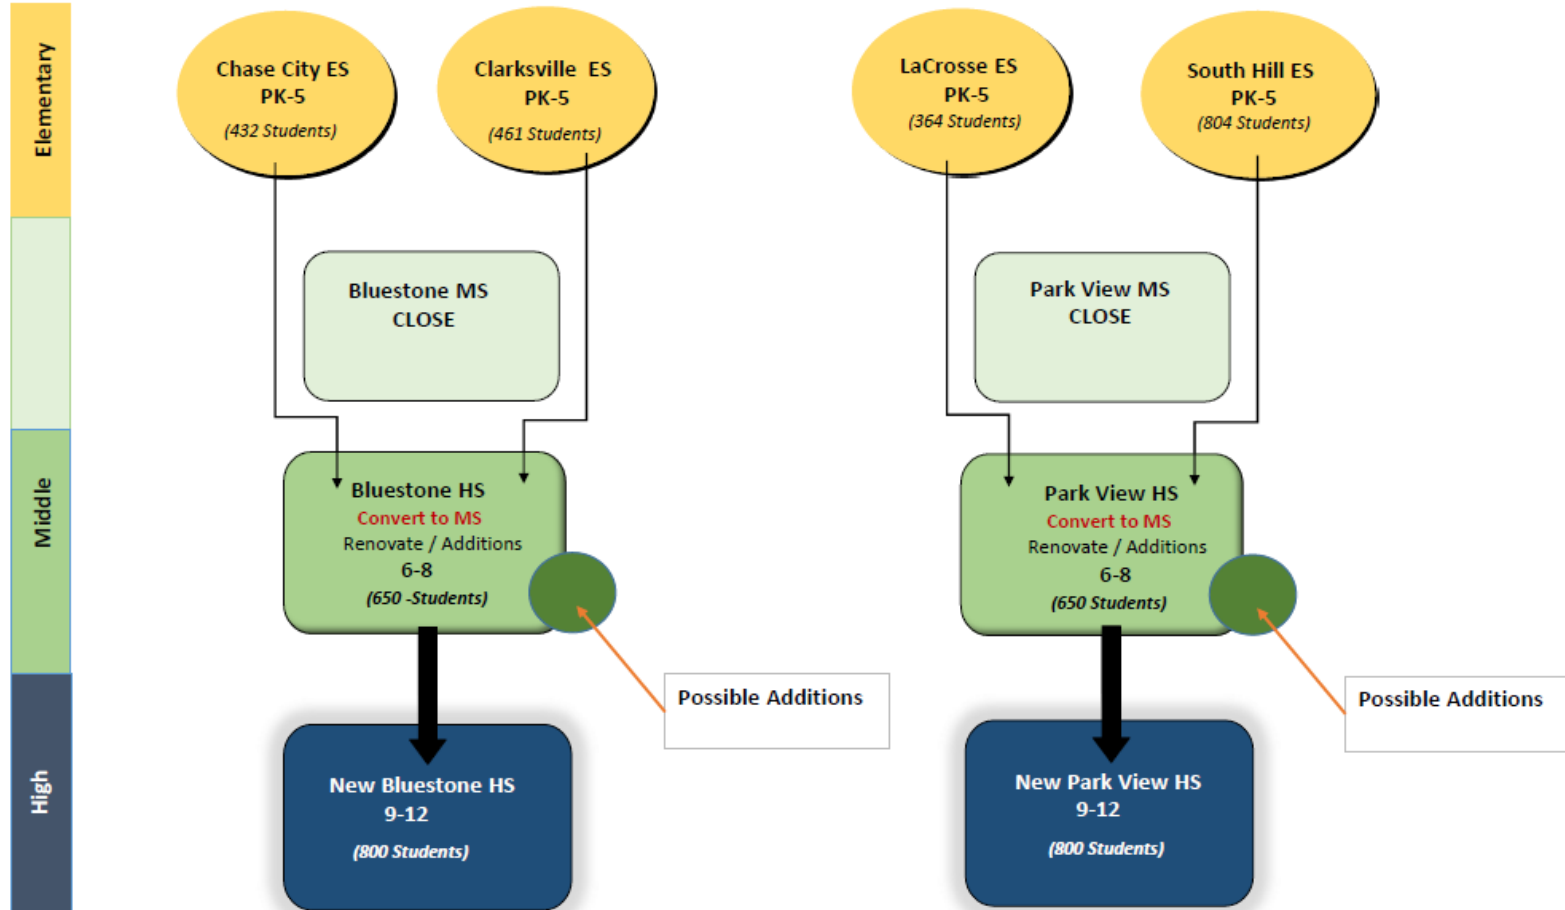 Elementary
Chase City ES
PK-5
(432 Students)
Clarksville ES
PK-5
(461 Students)
LaCrosse ES
PK-5
(364 Students)
South Hill ES
PK-5
(804 Students)
Bluestone MS
CLOSE
Park View MS
CLOSE
Middle
Bluestone HS
Convert to MS
Renovate / Additions
6-8
(650 -Students)
Park View HS
Convert to MS
Renovate / Additions
6-8
(650 Students)
Possible Additions
Possible Additions
High
New Bluestone HS
9-12
(800 Students)
New Park View HS
9-12
(800 Students)